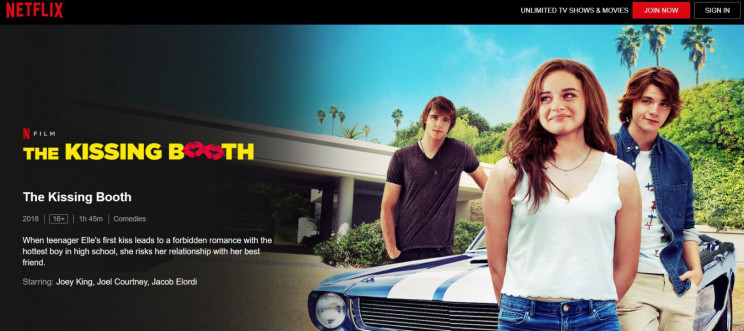 NETFLIX
UNLIMITED TV SHOWS & MOVIES JOIN NOW SIGN IN
N FILM
THE KISSING BOOTH
The Kissing Booth
2018 | 16+ | 1h 45m | Comedies
When teenager Elle's first kiss leads to a forbidden romance with the
hottest boy in high school, she risks her relationship with her best
friend.
Starring: Joey King, Joel Courtney, Jacob Elordi